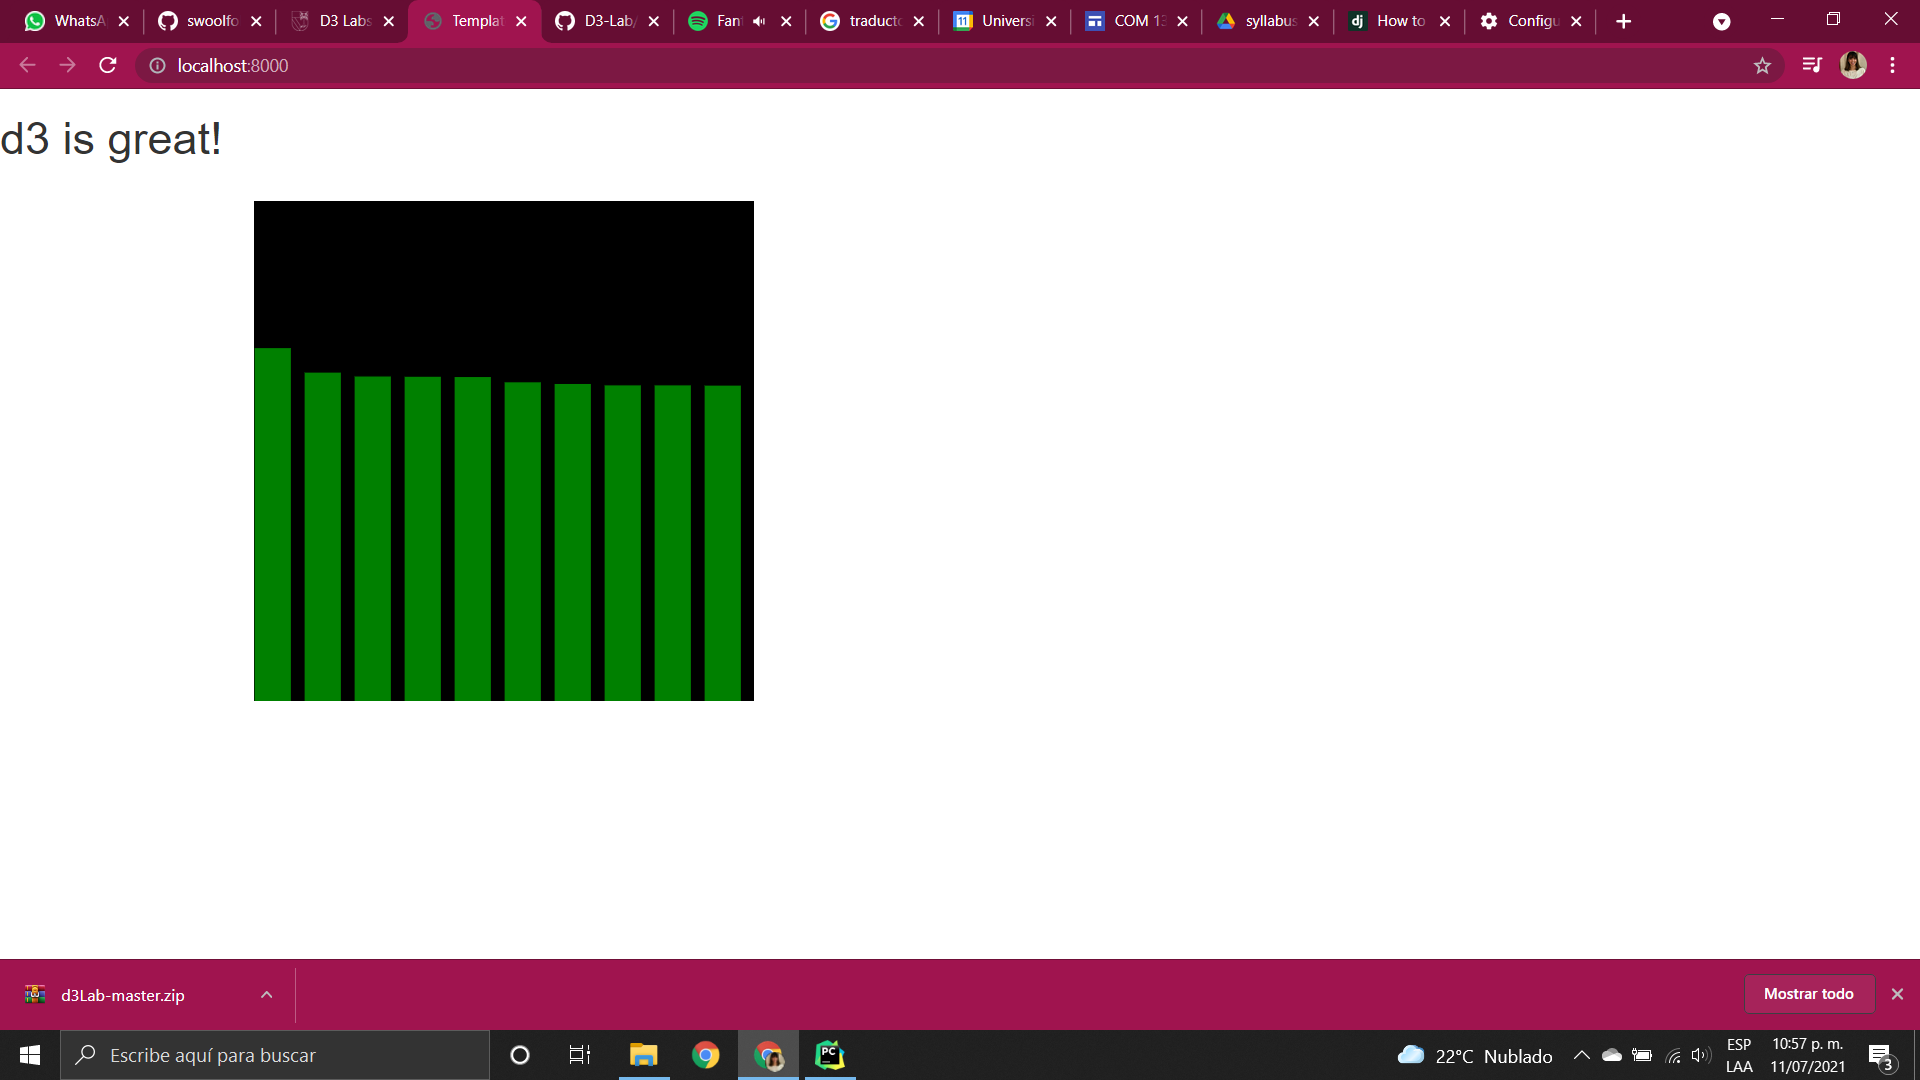 WhatsA
swoolfo
D3 Labs
Templat
D3-Lab/
Fant
traducto
Universi
COM 13
syllabus
How to
Configu
localhost:8000
d3 is great!
d3Lab-master.zip
Mostrar todo
Escribe aquí para buscar
22°C Nublado
ESP
LAA
10:57 p. m.
11/07/2021
3